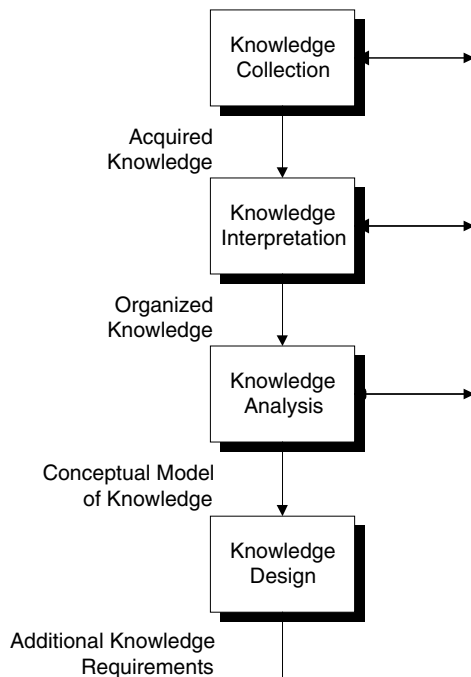 Knowledge
Collection
Acquired
Knowledge
Knowledge
Interpretation
Organized
Knowledge
Knowledge
Analysis
Conceptual Model
of Knowledge
Knowledge
Design
Additional Knowledge
Requirements